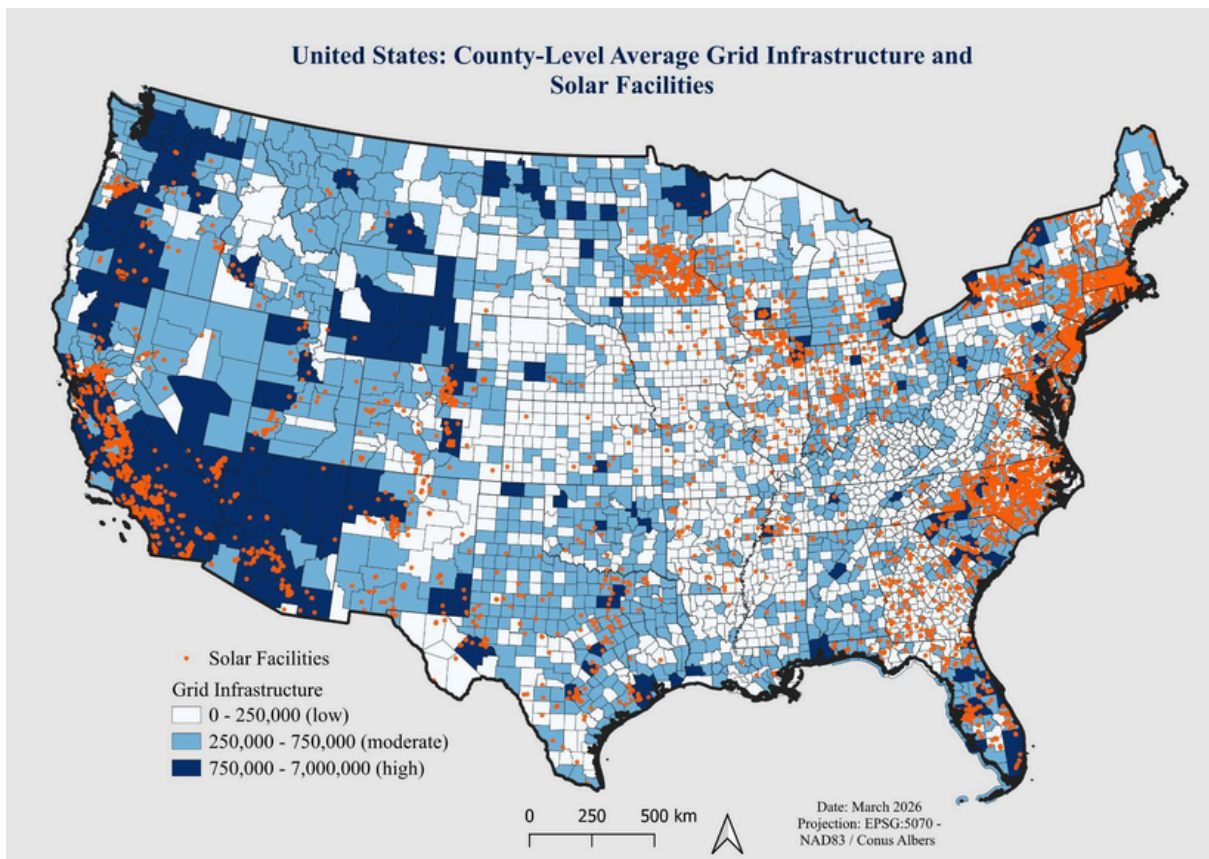 United States: County-Level Average Grid Infrastructure and
Solar Facilities
Solar Facilities
Grid Infrastructure
0 - 250,000 (low)
250,000 - 750,000 (moderate)
750,000 - 7,000,000 (high)
0 250 500 km
Date: March 2026
Projection: EPSG:5070 -
NAD83 / Conus Albers